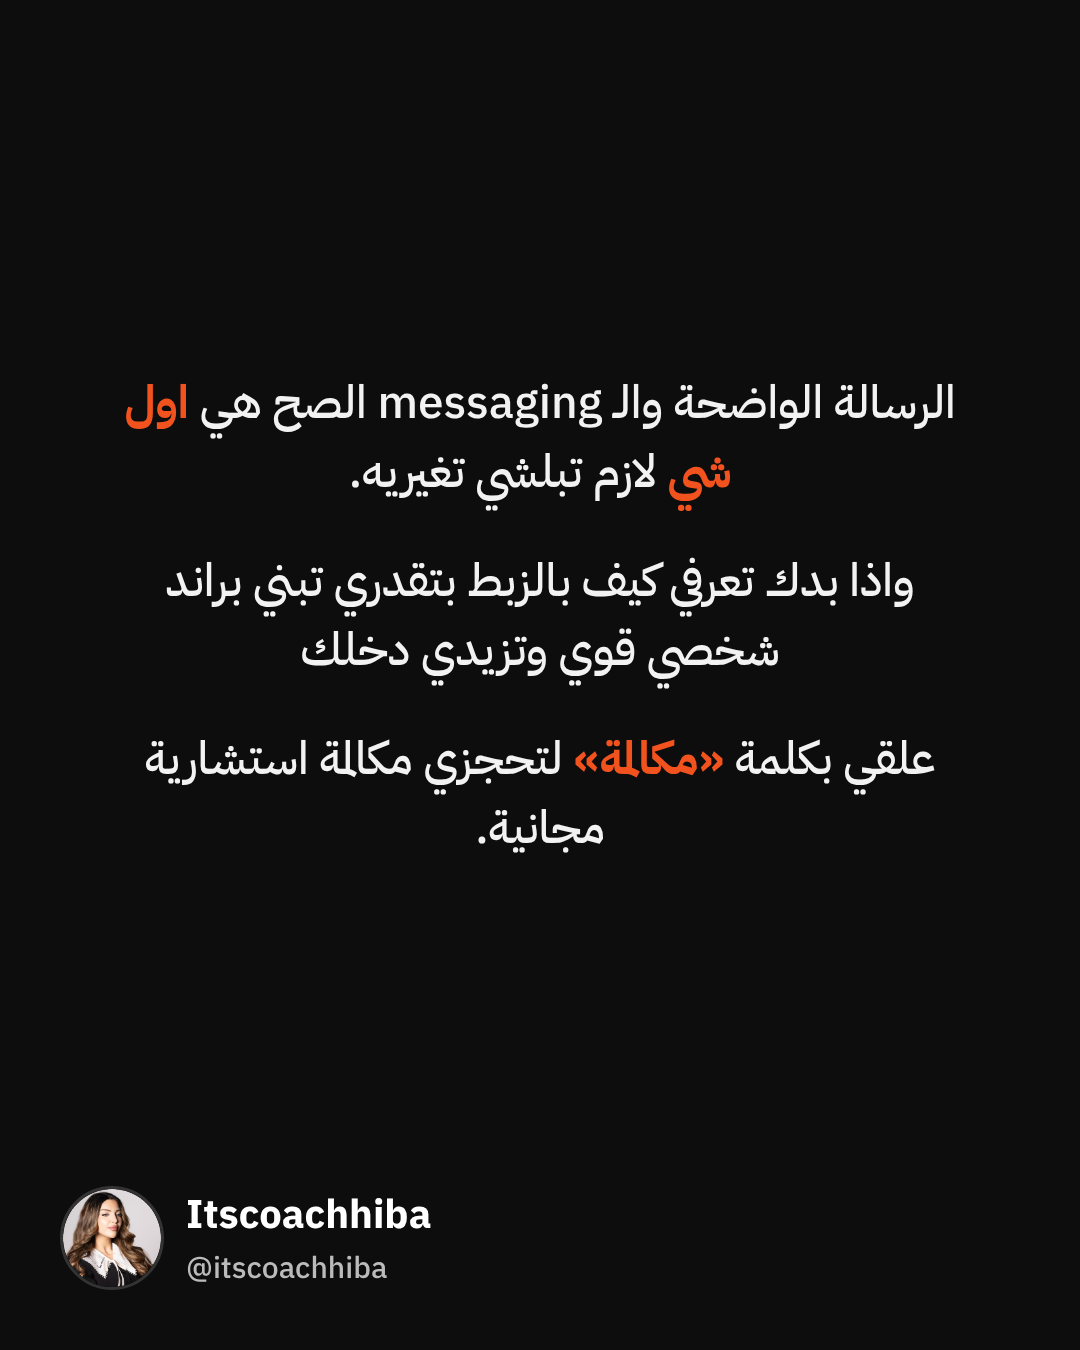 الرسالة الواضحة والـ messaging الصح هي اول
شي لازم تبلشي تغيريه.
واذا بدك تعرفي كيف بالزبط بتقدري تبني براند
شخصي قوي وتزيدي دخلك
علقي بكلمة «مكالمة» لتحجزي مكالمة استشارية
مجانية.
Itscoachhiba
@itscoachhiba